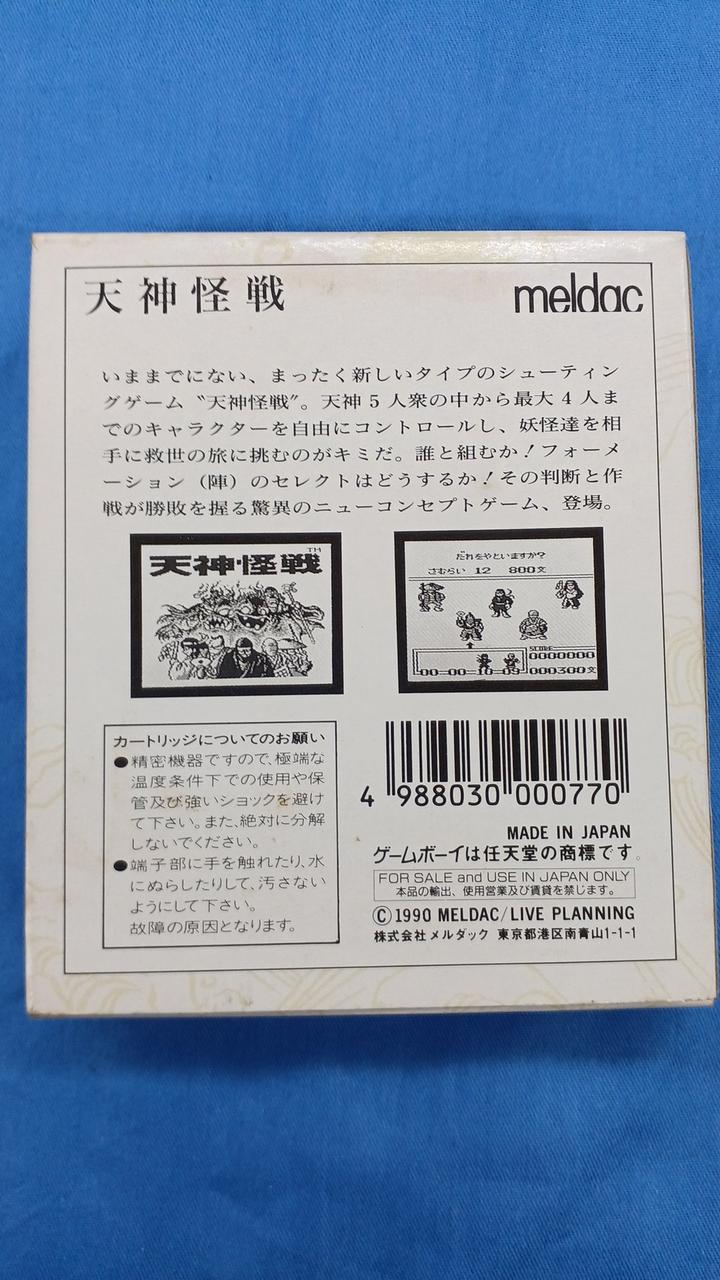 天神怪戦
meldac
いままでにない、まったく新しいタイプのシューティン
グゲーム〝天神怪戦〟。天神5人衆の中から最大4人ま
でのキャラクターを自由にコントロールし、妖怪達を相
手に救世の旅に挑むのがキミだ。誰と組むか！フォーメ
ーション（陣）のセレクトはどうするか！その判断と作
戦が勝敗を握る驚異のニューコンセプトゲーム、登場。
天神怪戦
TM
だれをやといますか?
さむらい 12 800文
SCORE
0000000
00-00-10-09
000300文
カートリッジについてのお願い
●精密機器ですので、極端な
温度条件下での使用や保
管及び強いショックを避け
て下さい。また、絶対に分解
しないでください。
●端子部に手を触れたり、水
にぬらしたりして、汚さない
ようにして下さい。
故障の原因となります。
4 988030 000770
MADE IN JAPAN
ゲームボーイは任天堂の商標です。
FOR SALE and USE IN JAPAN ONLY
本品の輸出、使用営業及び賃貸を禁じます。
©1990 MELDAC/LIVE PLANNING
株式会社メルダック 東京都港区南青山1-1-1